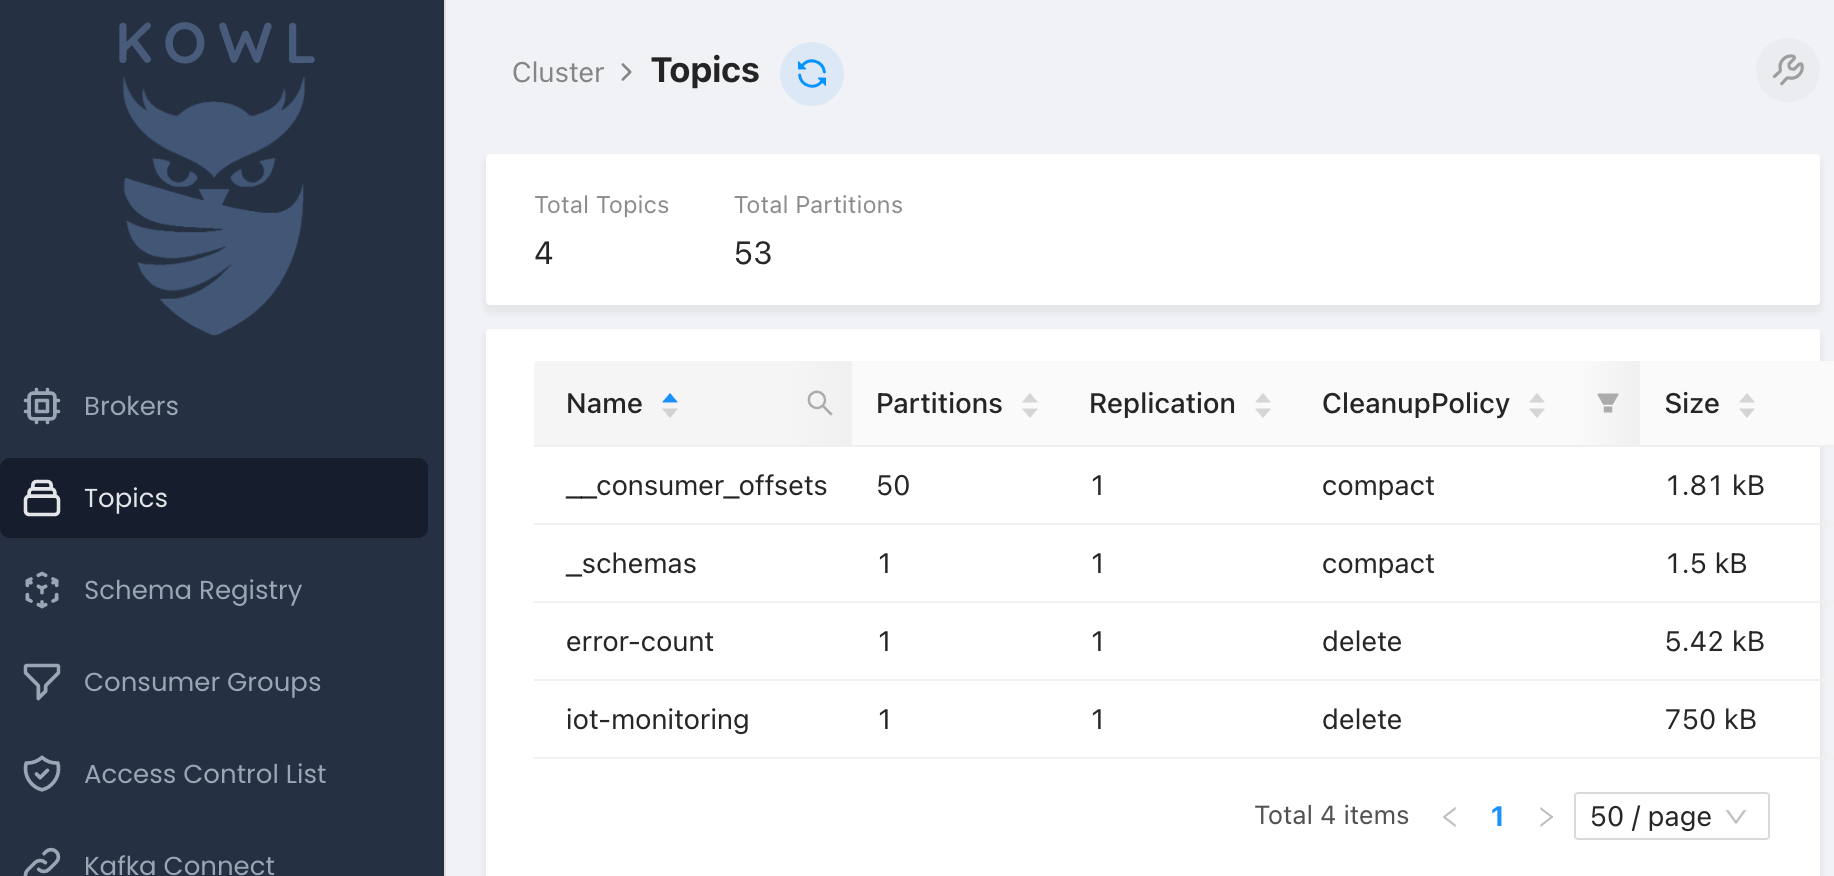 KOWL
Brokers
Topics
Schema Registry
Consumer Groups
Access Control List
Kafka Connect
Cluster > Topics
Total Topics Total Partitions
4 53
Name Partitions Replication CleanupPolicy Size
__consumer_offsets 50 1 compact 1.81 kB
_schemas 1 1 compact 1.5 kB
error-count 1 1 delete 5.42 kB
iot-monitoring 1 1 delete 750 kB
Total 4 items < 1 > 50 / page